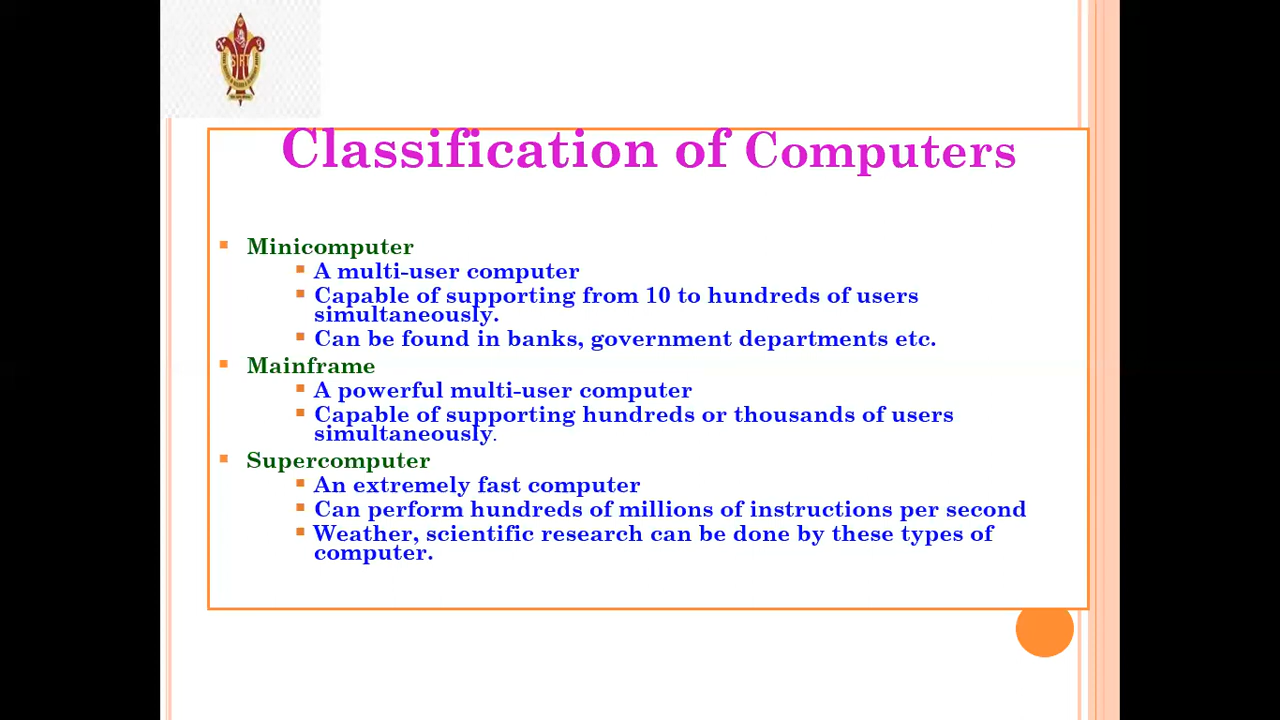 SIRT
Classification of Computers
Minicomputer
A multi-user computer
Capable of supporting from 10 to hundreds of users
simultaneously.
Can be found in banks, government departments etc.
Mainframe
A powerful multi-user computer
Capable of supporting hundreds or thousands of users
simultaneously.
Supercomputer
An extremely fast computer
Can perform hundreds of millions of instructions per second
Weather, scientific research can be done by these types of
computer.